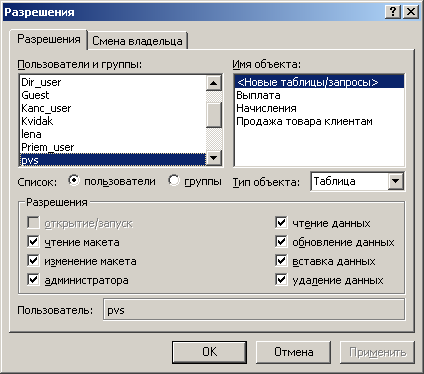 Разрешения
Разрешения
Смена владельца
Пользователи и группы:
Имя объекта:
Dir_user
Guest
Kanc_user
Kvidak
lena
Priem_user
pvs
<Новые таблицы/запросы>
Выплата
Начисления
Продажа товара клиентам
Список: пользователи группы
Тип объекта: Таблица
Разрешения
открытие/запуск
чтение макета
изменение макета
администратора
чтение данных
обновление данных
вставка данных
удаление данных
Пользователь: pvs
OK Отмена Применить